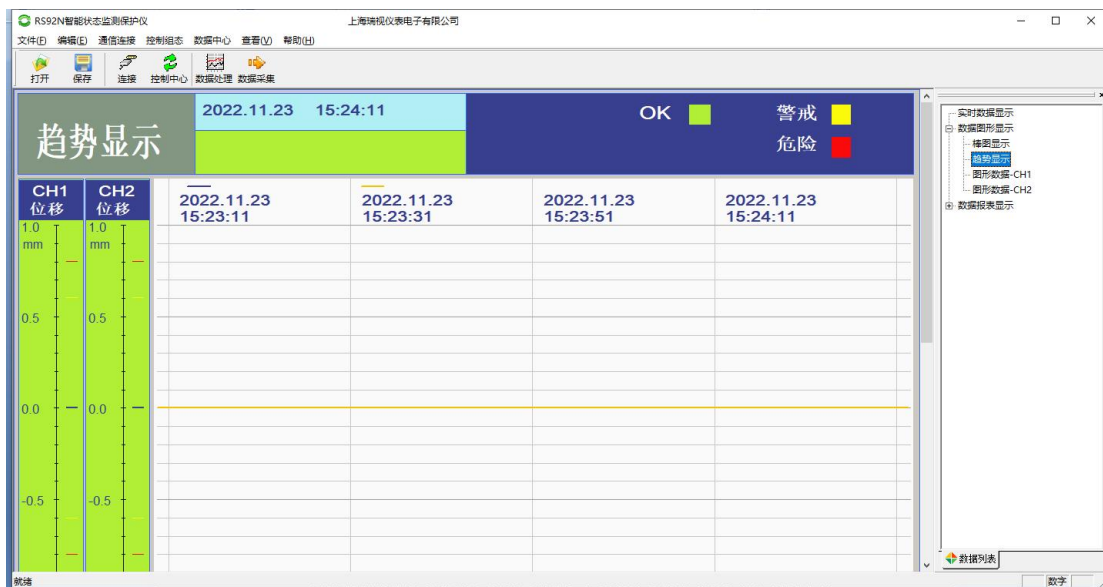 RS92N智能状态监测保护仪 上海瑞视仪表电子有限公司
文件(F) 编辑(E) 通信连接 控制组态 数据中心 查看(V) 帮助(H)
打开 保存 连接 控制中心 数据处理 数据采集
趋势显示
2022.11.23 15:24:11
OK 警戒
危险
CH1 CH2
位移 位移
2022.11.23 2022.11.23 2022.11.23 2022.11.23
15:23:11 15:23:31 15:23:51 15:24:11
1.0 1.0
mm mm
0.5 0.5
0.0 0.0
-0.5 -0.5
实时数据显示
数据图形显示
棒图显示
趋势显示
图形数据-CH1
图形数据-CH2
数据报表显示
数据列表
就绪 数字